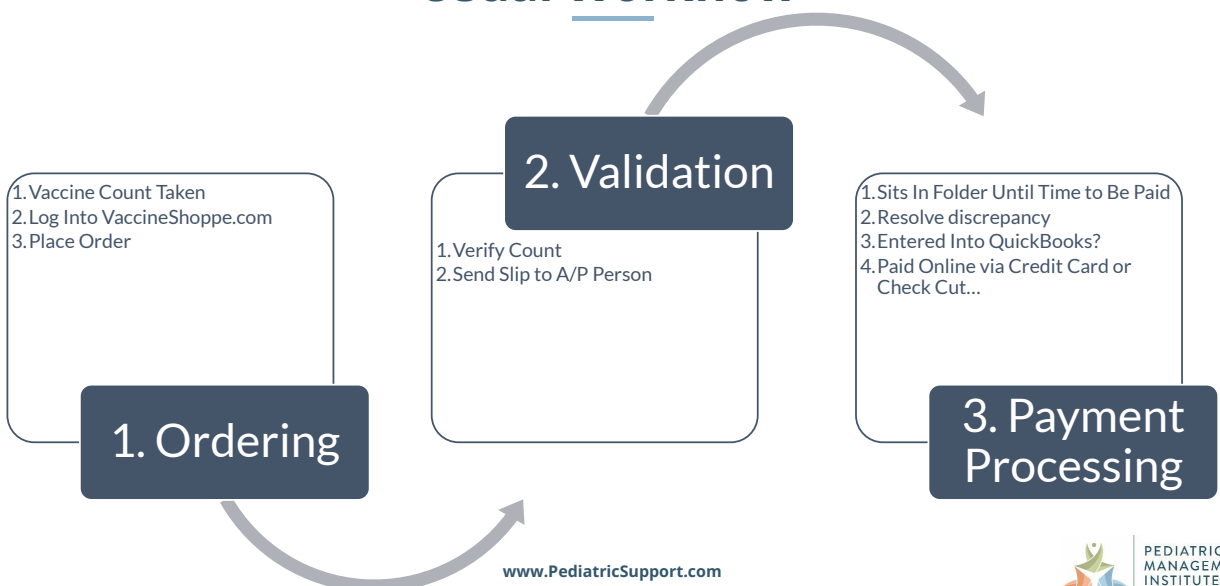 1. Vaccine Count Taken
2. Log Into VaccineShoppe.com
3. Place Order
1. Ordering
2. Validation
1. Verify Count
2. Send Slip to A/P Person
1. Sits In Folder Until Time to Be Paid
2. Resolve discrepancy
3. Entered Into QuickBooks?
4. Paid Online via Credit Card or
Check Cut...
3. Payment
Processing
www.PediatricSupport.com
PEDIATRIC
INSTITUTE